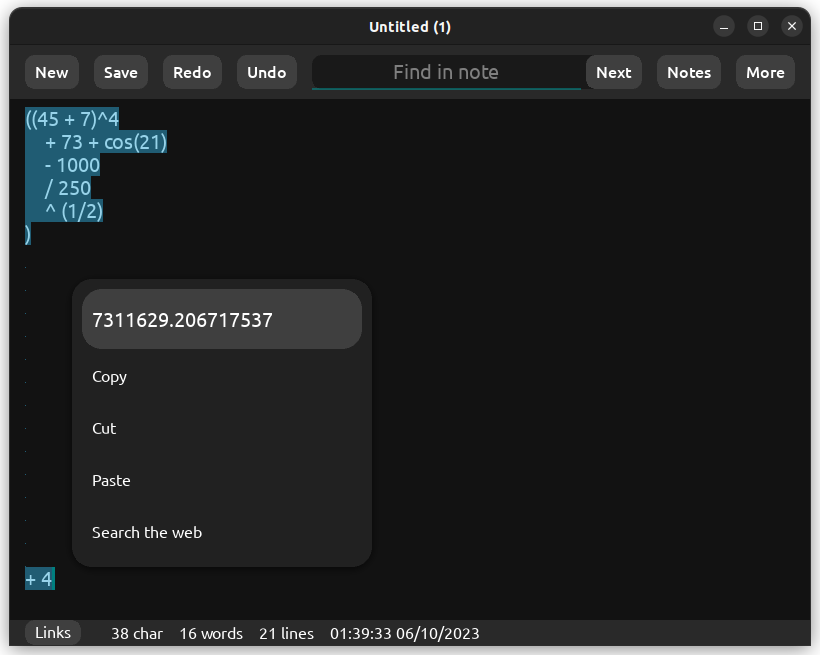 Untitled (1)
New Save Redo Undo Find in note Next Notes More
((45 + 7)^4
+ 73 + cos(21)
- 1000
/ 250
^ (1/2)
)
7311629.206717537
Copy
Cut
Paste
Search the web
+ 4
Links 38 char 16 words 21 lines 01:39:33 06/10/2023